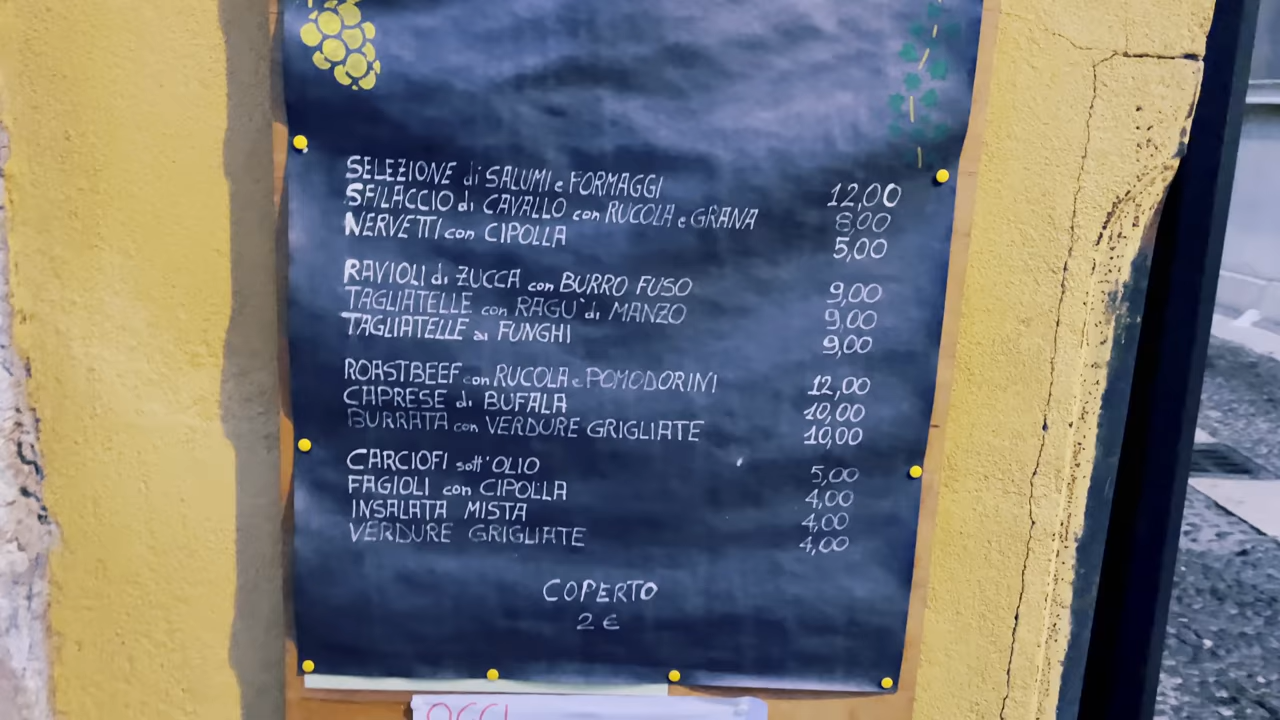 SELEZIONE di SALUMI e FORMAGGI 12,00
SFILACCIO di CAVALLO con RUCOLA e GRANA 8,00
NERVETTI con CIPOLLA 5,00
RAVIOLI di ZUCCA con BURRO FUSO 9,00
TAGLIATELLE con RAGU` di MANZO 9,00
TAGLIATELLE ai FUNGHI 9,00
ROASTBEEF con RUCOLA e POMODORINI 12,00
CAPRESE di BUFALA 10,00
BURRATA con VERDURE GRIGLIATE 10,00
CARCIOFI sott'OLIO 5,00
FAGIOLI con CIPOLLA 4,00
INSALATA MISTA 4,00
VERDURE GRIGLIATE 4,00
COPERTO
2 €
OGGI